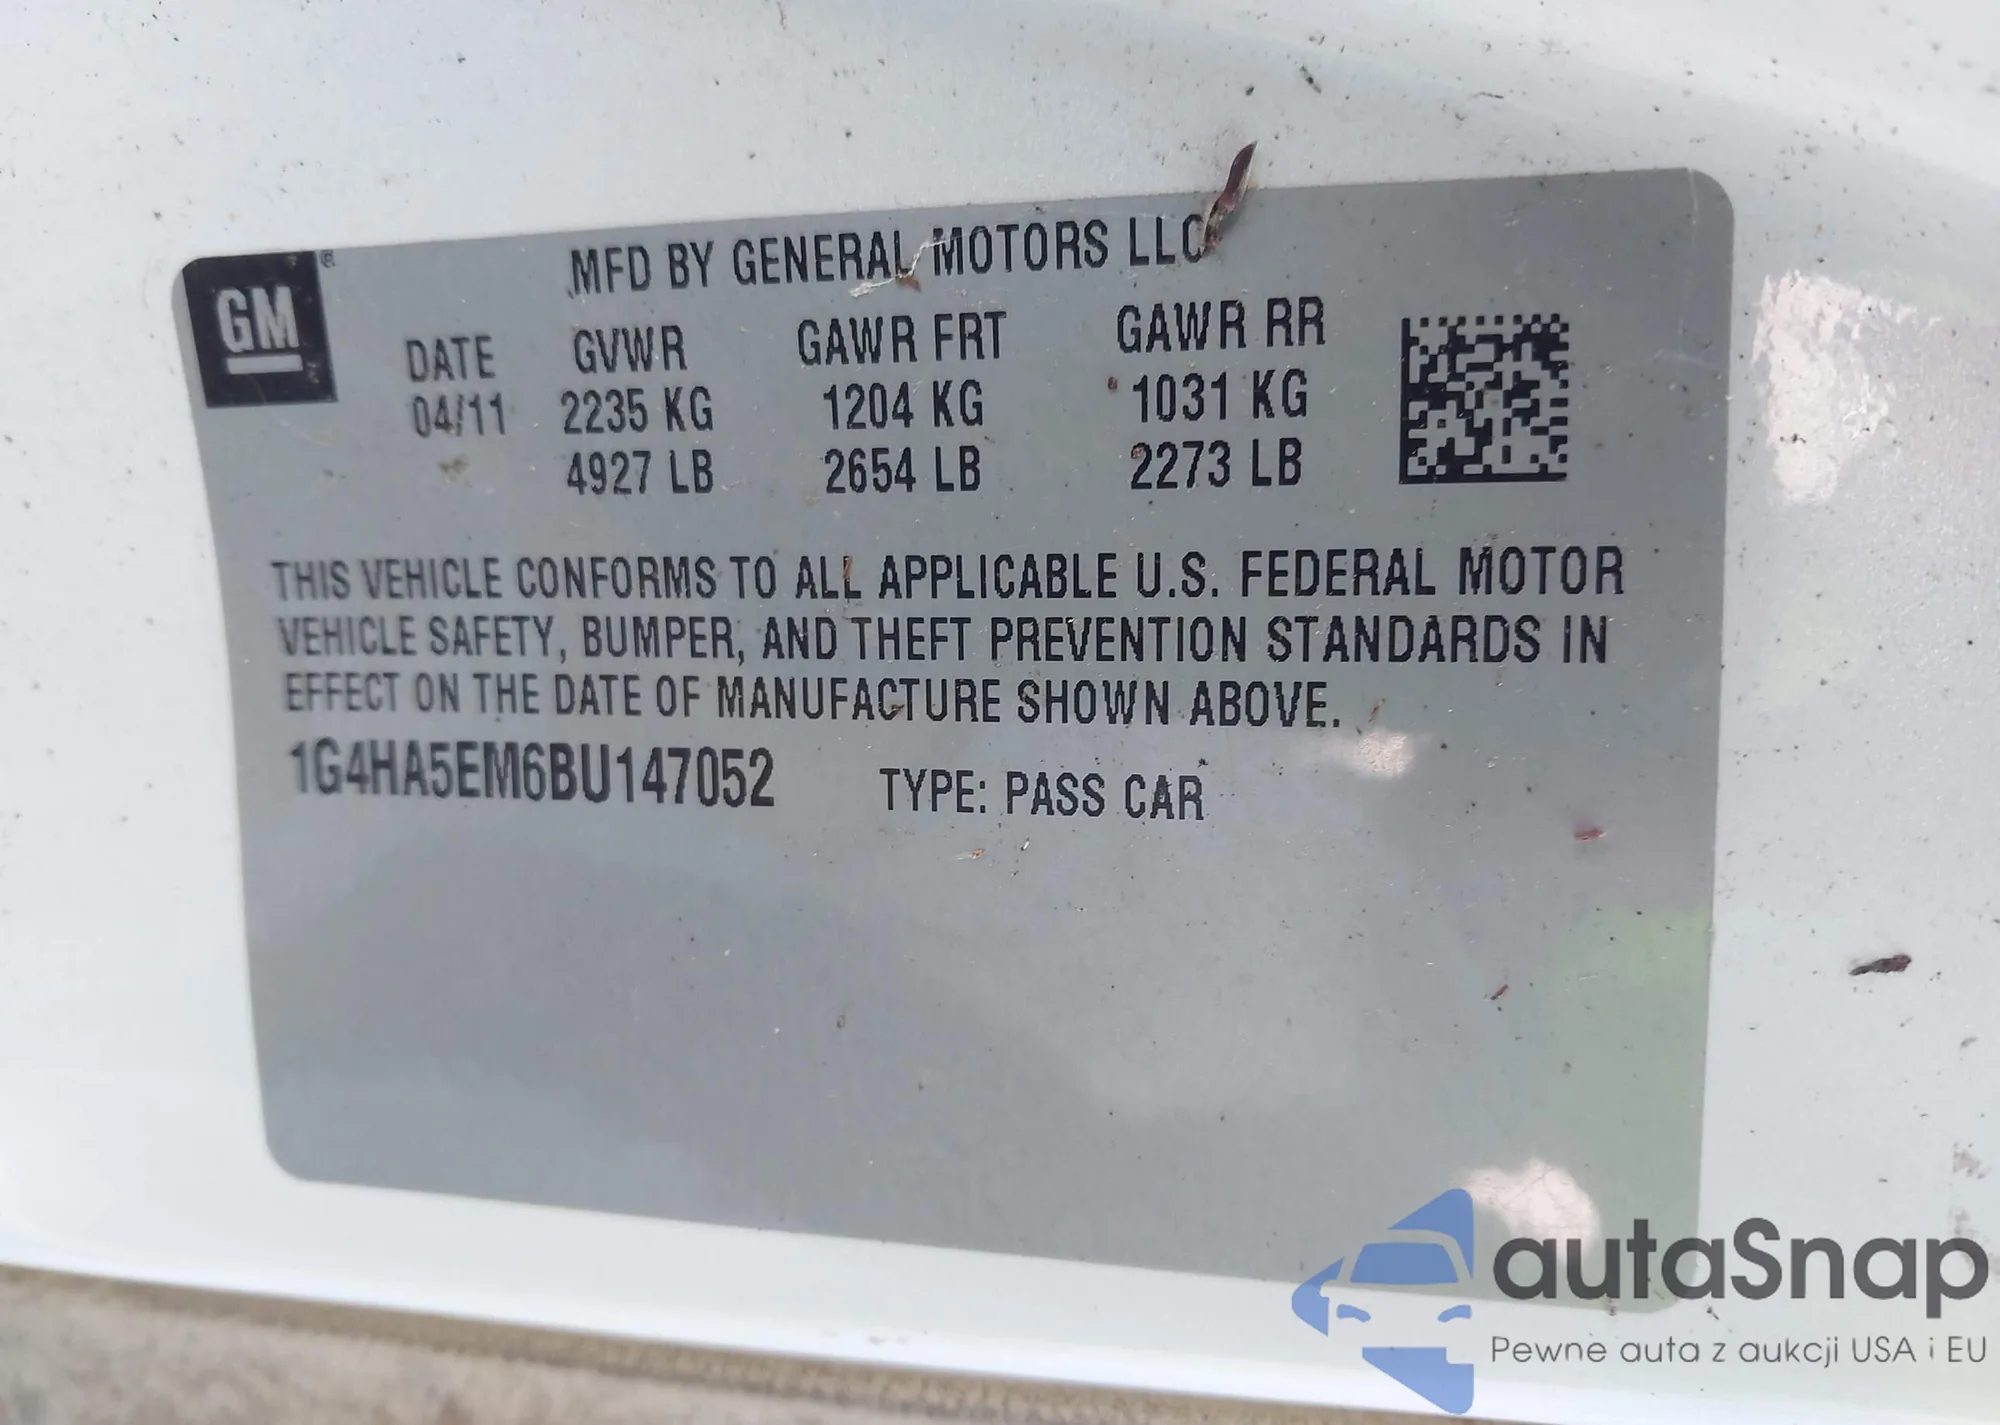 GM
MFD BY GENERAL MOTORS LLC
DATE GVWR GAWR FRT GAWR RR
04/11 2235 KG 1204 KG 1031 KG
4927 LB 2654 LB 2273 LB
THIS VEHICLE CONFORMS TO ALL APPLICABLE U.S. FEDERAL MOTOR
VEHICLE SAFETY, BUMPER, AND THEFT PREVENTION STANDARDS IN
EFFECT ON THE DATE OF MANUFACTURE SHOWN ABOVE.
1G4HA5EM6BU147052 TYPE: PASS CAR
autaSnap
Pewne auta z aukcji USA i EU